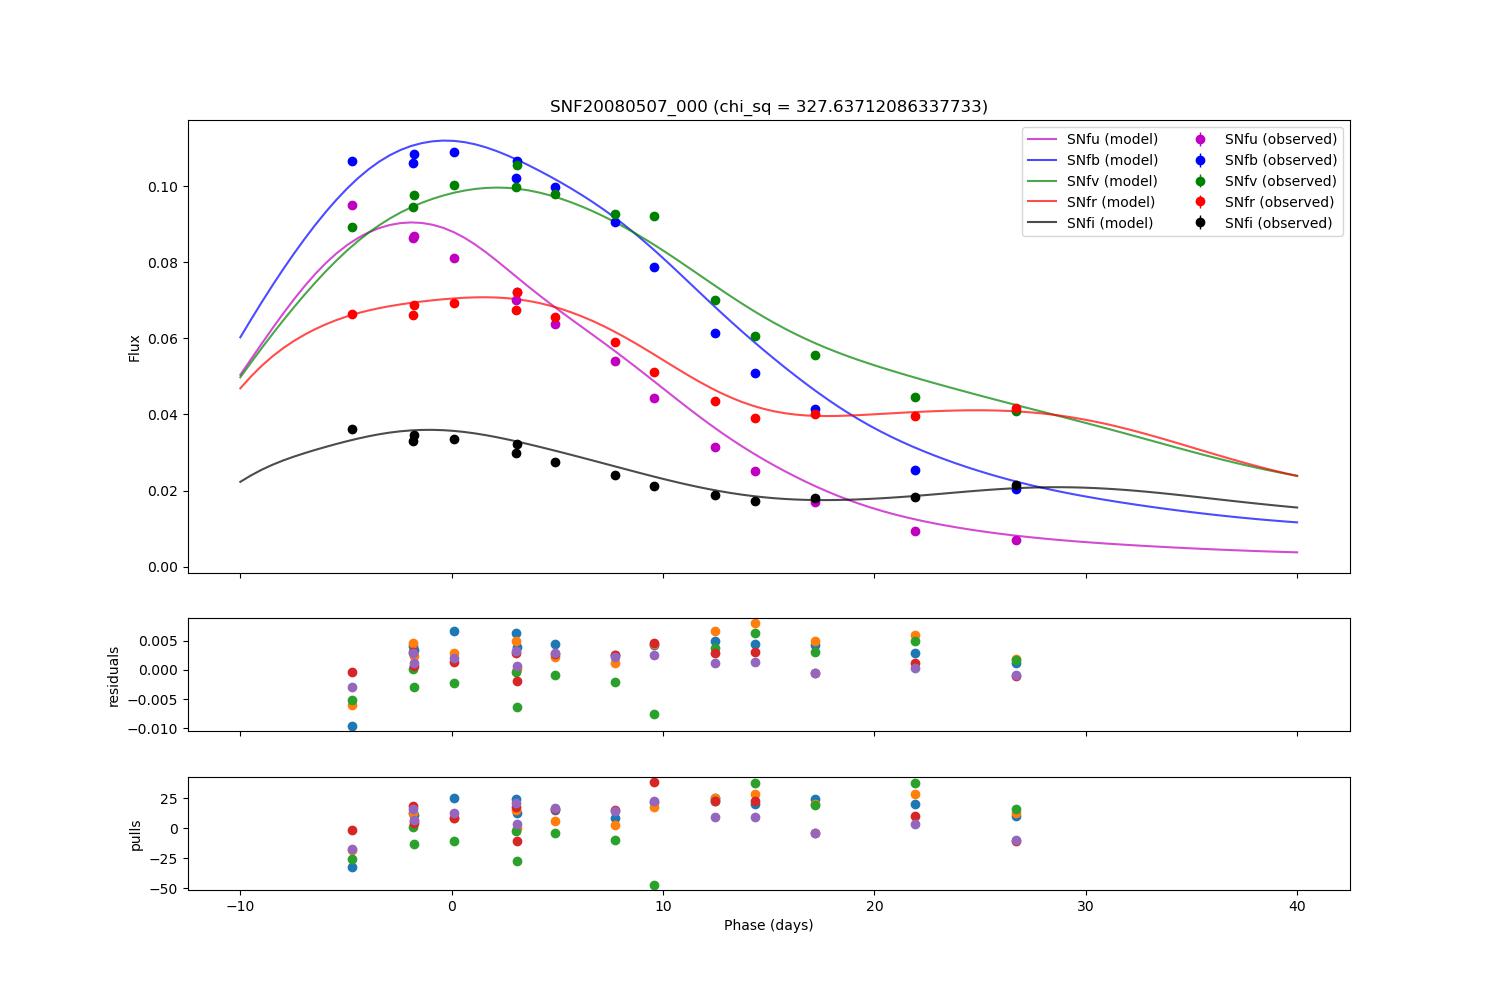 SNF20080507_000 (chi_sq = 327.63712086337733)
SNfu (model) SNfu (observed)
SNfb (model) SNfb (observed)
SNfv (model) SNfv (observed)
SNfr (model) SNfr (observed)
SNfi (model) SNfi (observed)
Flux
0.10
0.08
0.06
0.04
0.02
0.00
residuals
0.005
0.000
−0.005
−0.010
pulls
25
0
−25
−50
−10 0 10 20 30 40
Phase (days)